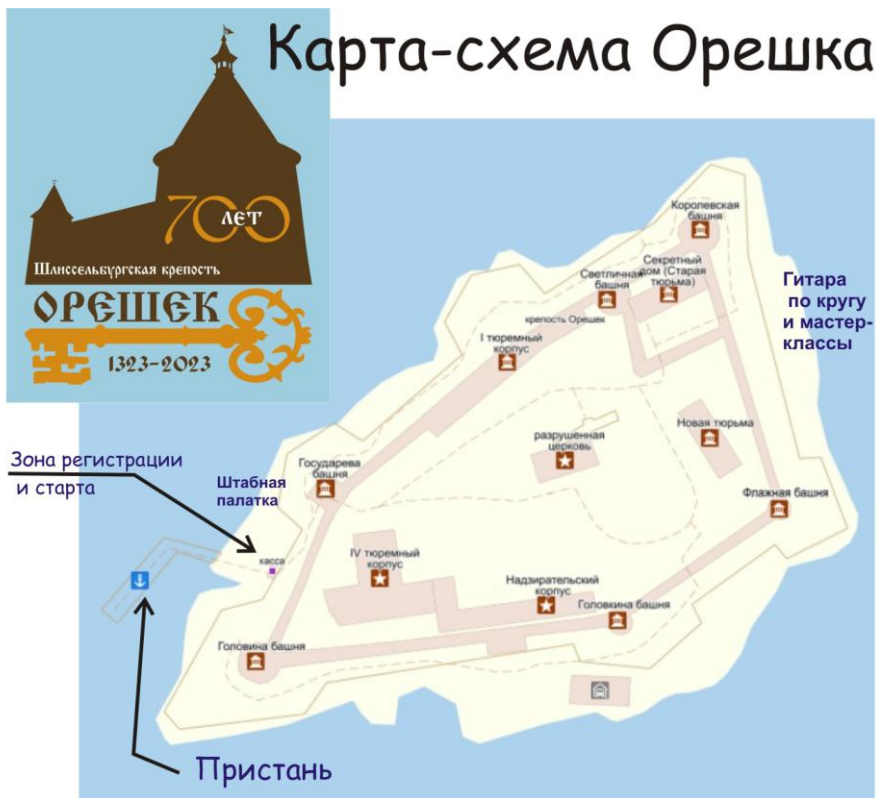 Карта-схема Орешка
700
ЛЕТ
Шлиссельбургская крепость
ОРЕШЕК
1323-2023
Королевская
башня
Секретный
дом (Старая
тюрьма)
Светличная
башня
крепость Орешек
I тюремный
корпус
Гитара
по кругу
и мастер-
классы
Новая тюрьма
разрушенная
церковь
Зона регистрации
и старта
Государева
башня
Штабная
палатка
Флажная башня
касса
IV тюремный
корпус
Надзирательский
корпус
Головкина башня
Головина башня
Пристань